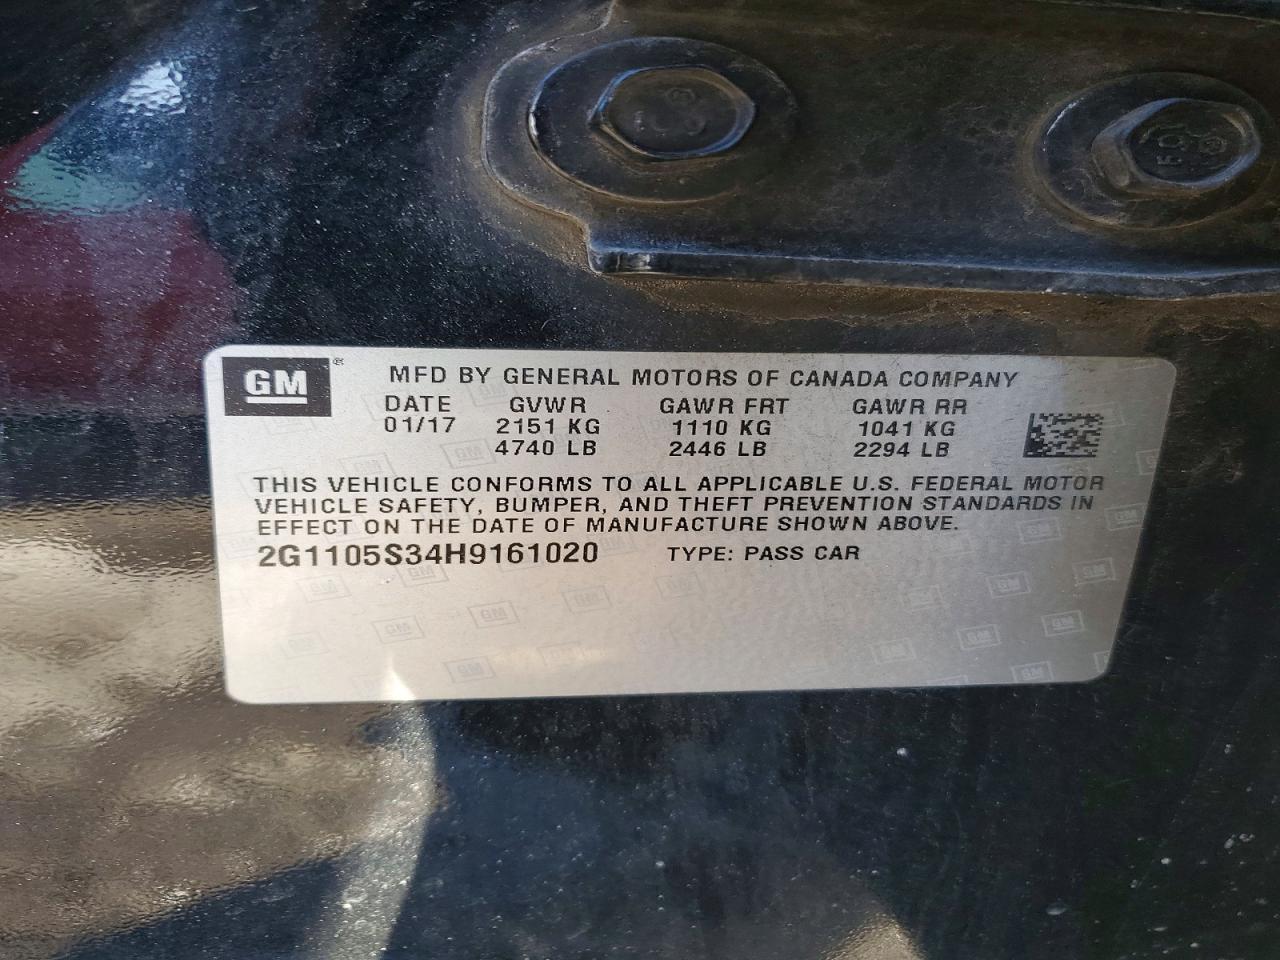 GM®
MFD BY GENERAL MOTORS OF CANADA COMPANY
DATE GVWR GAWR FRT GAWR RR
01/17 2151 KG 1110 KG 1041 KG
4740 LB 2446 LB 2294 LB
THIS VEHICLE CONFORMS TO ALL APPLICABLE U.S. FEDERAL MOTOR
VEHICLE SAFETY, BUMPER, AND THEFT PREVENTION STANDARDS IN
EFFECT ON THE DATE OF MANUFACTURE SHOWN ABOVE.
2G1105S34H9161020 TYPE: PASS CAR